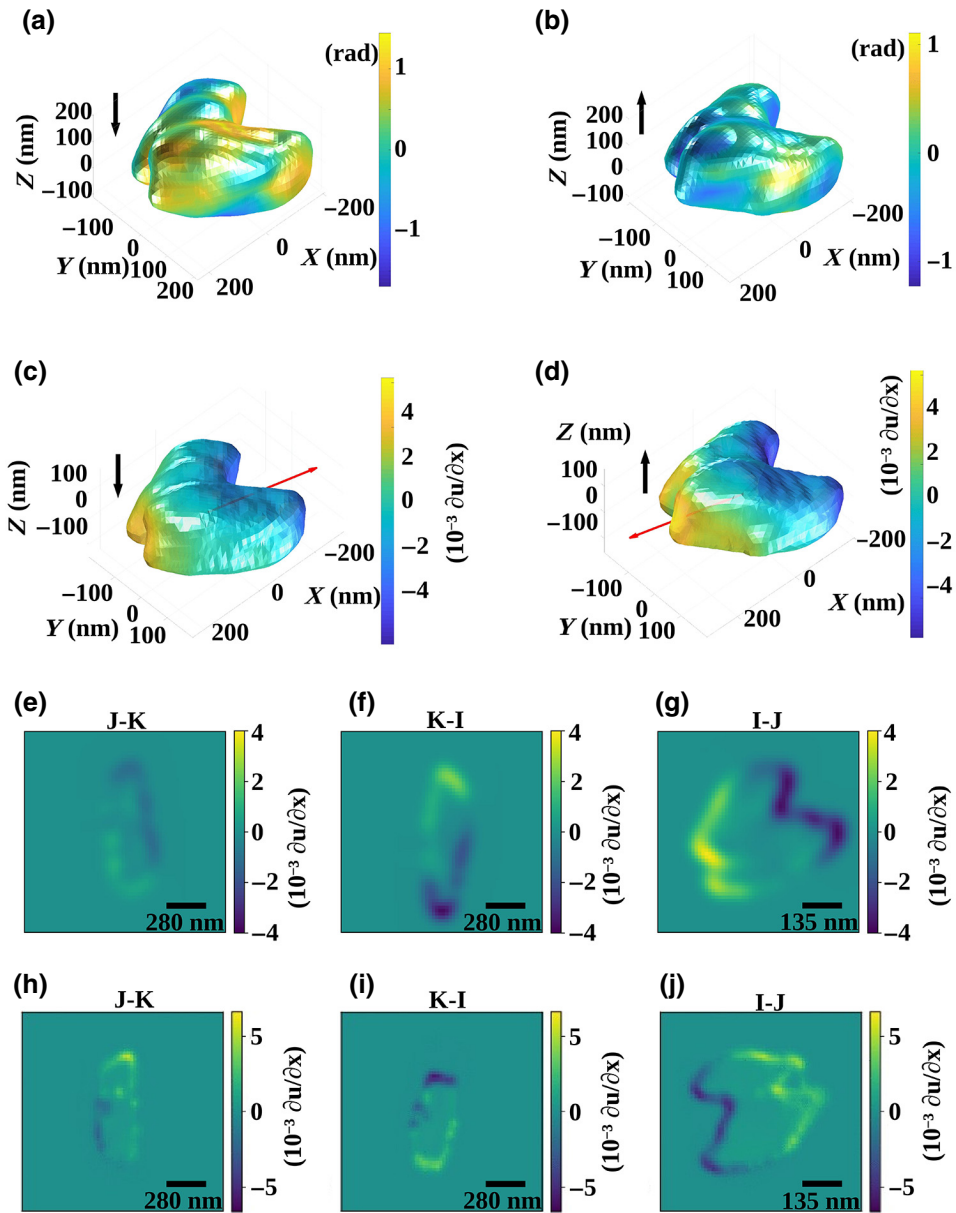 (a)
(rad)
1
0
−1
200
100
0
−100
Z (nm)
−100
0
100
200
Y (nm)
200
0
−200
X (nm)
(b)
(rad)
1
0
−1
200
100
0
−100
Z (nm)
−100
0
100
Y (nm)
200
0
−200
X (nm)
(c)
4
2
0
−2
−4
(10⁻³ ∂u/∂x)
100
0
−100
Z (nm)
−100
0
100
Y (nm)
200
0
−200
X (nm)
(d)
(10⁻³ ∂u/∂x)
4
2
0
−2
−4
Z (nm)
100
0
−100
−100
0
100
Y (nm)
200
0
−200
X (nm)
(e)
J-K
4
2
0
−2
−4
(10⁻³ ∂u/∂x)
280 nm
(f)
K-I
4
2
0
−2
−4
(10⁻³ ∂u/∂x)
280 nm
(g)
I-J
4
2
0
−2
−4
(10⁻³ ∂u/∂x)
135 nm
(h)
J-K
5
0
−5
(10⁻³ ∂u/∂x)
280 nm
(i)
K-I
5
0
−5
(10⁻³ ∂u/∂x)
280 nm
(j)
I-J
5
0
−5
(10⁻³ ∂u/∂x)
135 nm